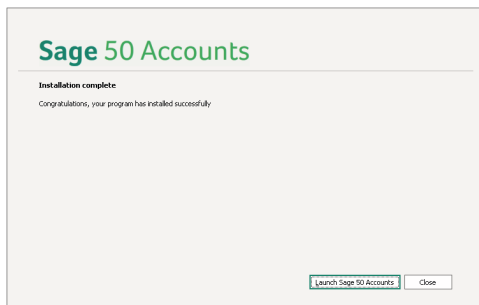 Sage 50 Accounts
Installation complete
Congratulations, your program has installed successfully
Launch Sage 50 Accounts Close